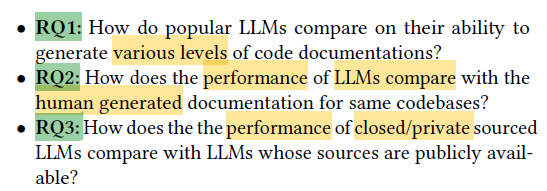 • RQ1: How do popular LLMs compare on their ability to
generate various levels of code documentations?
• RQ2: How does the performance of LLMs compare with the
human generated documentation for same codebases?
• RQ3: How does the the performance of closed/private sourced
LLMs compare with LLMs whose sources are publicly avail-
able?